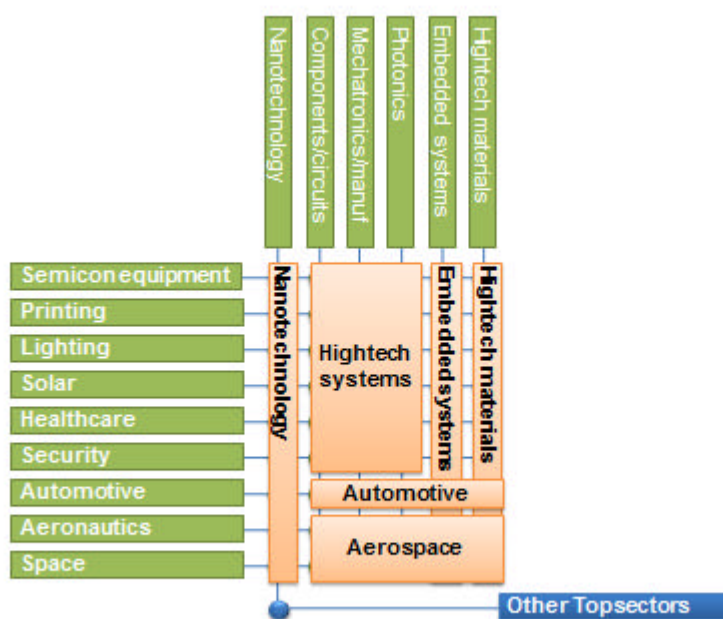 Nanotechnology
Components/circuits
Mechatronics/manuf
Photonics
Embedded systems
Hightech materials
Semicon equipment
Printing
Lighting
Solar
Healthcare
Security
Automotive
Aeronautics
Space
Nanotechnology
Hightech
systems
Embedded systems
Hightech materials
Automotive
Aerospace
Other Topsectors